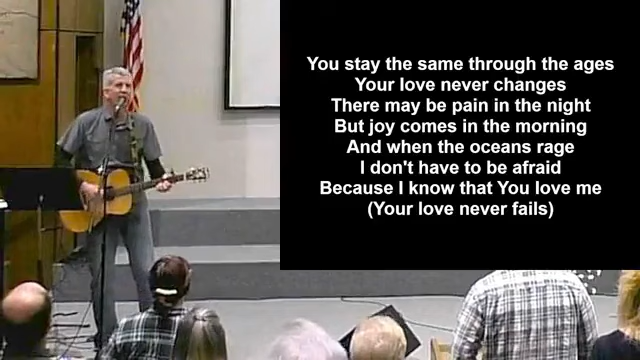 You stay the same through the ages
Your love never changes
There may be pain in the night
But joy comes in the morning
And when the oceans rage
I don't have to be afraid
Because I know that You love me
(Your love never fails)